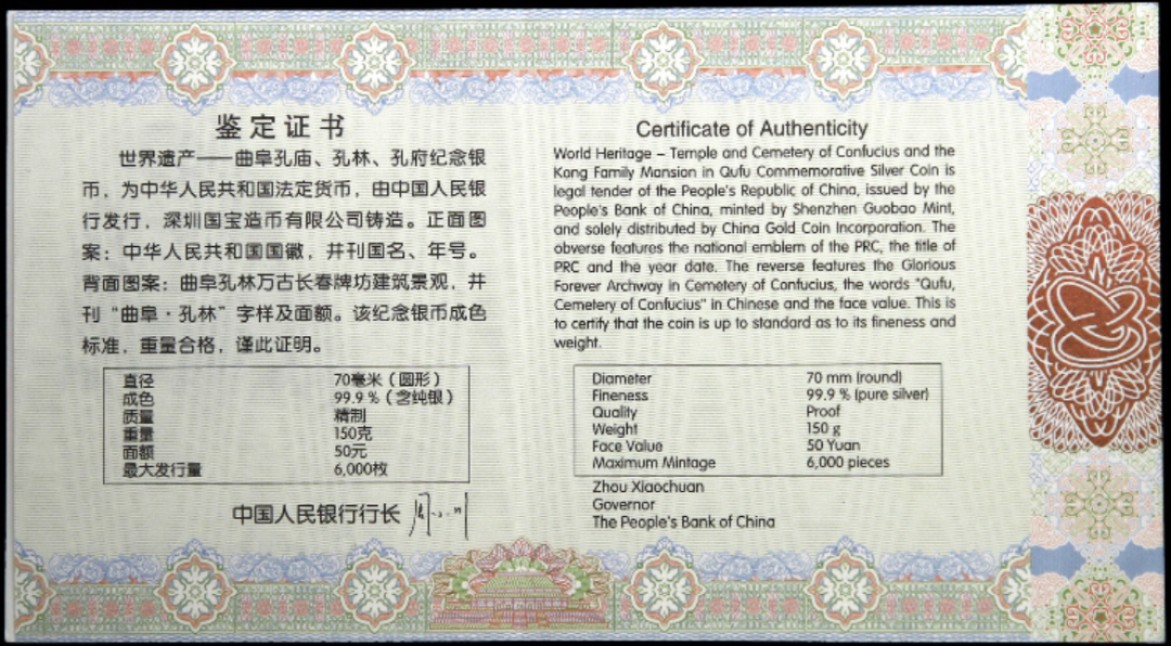 鉴定证书
世界遗产——曲阜孔庙、孔林、孔府纪念银
币，为中华人民共和国法定货币，由中国人民银
行发行，深圳国宝造币有限公司铸造。正面图
案：中华人民共和国国徽，并刊国名、年号。
背面图案：曲阜孔林万古长春牌坊建筑景观，并
刊“曲阜·孔林”字样及面额。该纪念银币成色
标准，重量合格，谨此证明。
直径 70毫米（圆形）
成色 99.9％（含纯银）
质量 精制
重量 150克
面额 50元
最大发行量 6,000枚
中国人民银行行长
Certificate of Authenticity
World Heritage – Temple and Cemetery of Confucius and the
Kong Family Mansion in Qufu Commemorative Silver Coin is
legal tender of the People's Republic of China, issued by the
People's Bank of China, minted by Shenzhen Guobao Mint,
and solely distributed by China Gold Coin Incorporation. The
obverse features the national emblem of the PRC, the title of
PRC and the year date. The reverse features the Glorious
Forever Archway in Cemetery of Confucius, the words "Qufu,
Cemetery of Confucius" in Chinese and the face value. This is
to certify that the coin is up to standard as to its fineness and
weight.
Diameter 70 mm (round)
Fineness 99.9 % (pure silver)
Quality Proof
Weight 150 g
Face Value 50 Yuan
Maximum Mintage 6,000 pieces
Zhou Xiaochuan
Governor
The People's Bank of China